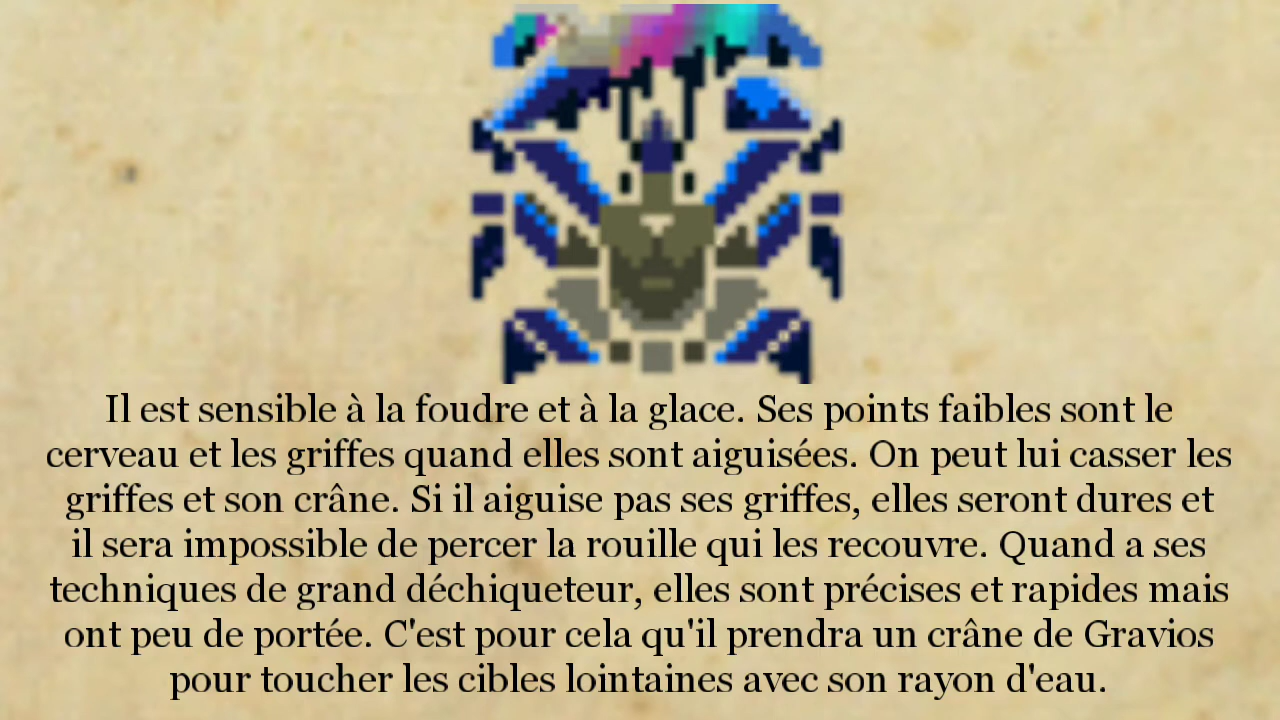 Il est sensible à la foudre et à la glace. Ses points faibles sont le
cerveau et les griffes quand elles sont aiguisées. On peut lui casser les
griffes et son crâne. Si il aiguise pas ses griffes, elles seront dures et
il sera impossible de percer la rouille qui les recouvre. Quand a ses
techniques de grand déchiqueteur, elles sont précises et rapides mais
ont peu de portée. C'est pour cela qu'il prendra un crâne de Gravios
pour toucher les cibles lointaines avec son rayon d'eau.